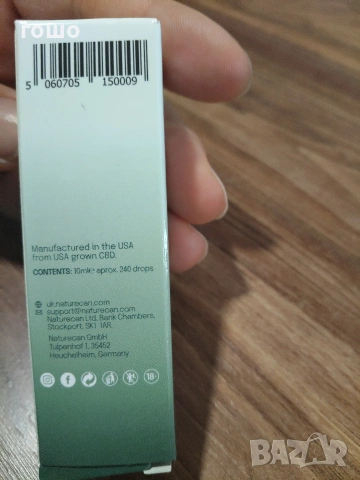 гошо
5 060705 150009
Manufactured in the USA
from USA grown CBD.
CONTENTS: 10ml℮ aprox. 240 drops
uk.naturecan.com
support@naturecan.com
Naturecan Ltd, Bank Chambers,
Stockport, SK1 1AR.
Naturecan GmbH
Tulpenhof 1, 35452
Heuchelheim, Germany
18+
BAZAR